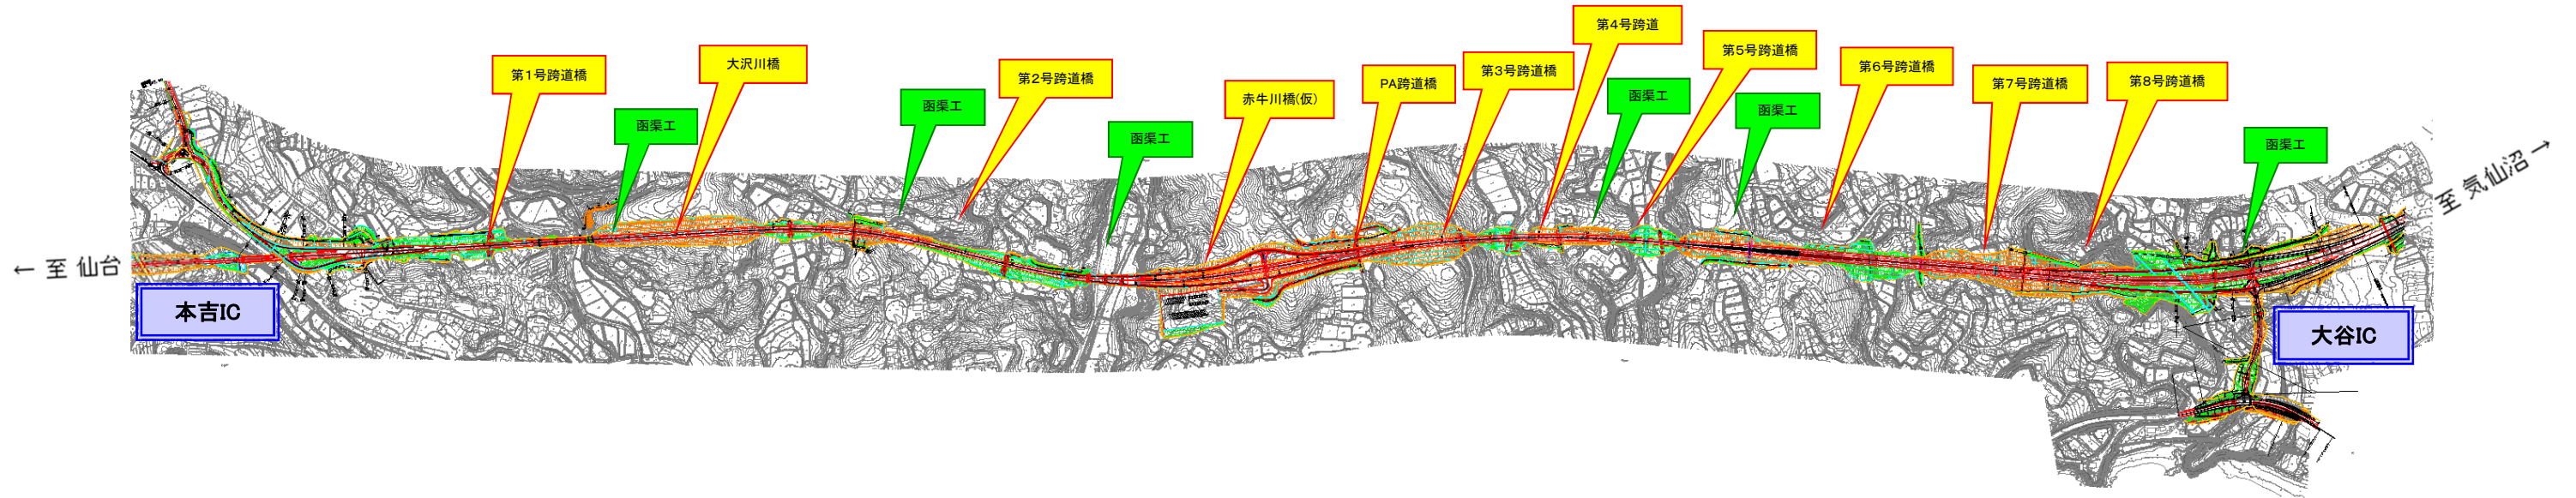 第1号跨道橋
函渠工
大沢川橋
函渠工
第2号跨道橋
函渠工
赤牛川橋(仮)
PA跨道橋
第3号跨道橋
第4号跨道
函渠工
第5号跨道橋
函渠工
第6号跨道橋
第7号跨道橋
第8号跨道橋
函渠工
← 至 仙台
至 気仙沼 →
本吉IC
大谷IC